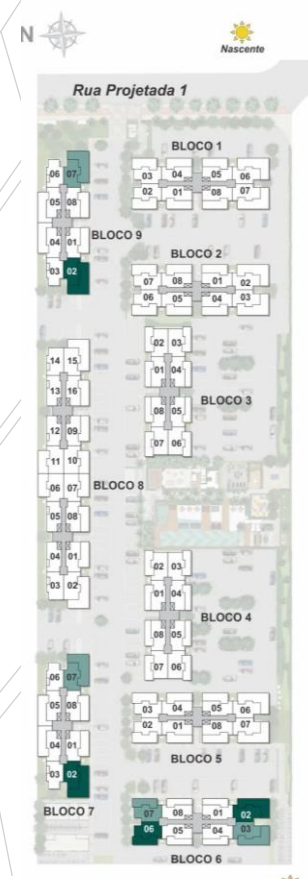 N
Nascente
Rua Projetada 1
BLOCO 1
03 04 05 06
02 01 08 07
06 07
05 08
04 01
03 02
BLOCO 9
BLOCO 2
07 08 01 02
06 05 04 03
02 03
01 04
08 05
07 06
BLOCO 3
14 15
13 16
12 09
11 10
06 07
05 08
04 01
03 02
BLOCO 8
02 03
01 04
08 05
07 06
BLOCO 4
06 07
05 08
04 01
03 02
BLOCO 7
03 04 05 06
02 01 08 07
BLOCO 5
07 08 01 02
06 05 04 03
BLOCO 6